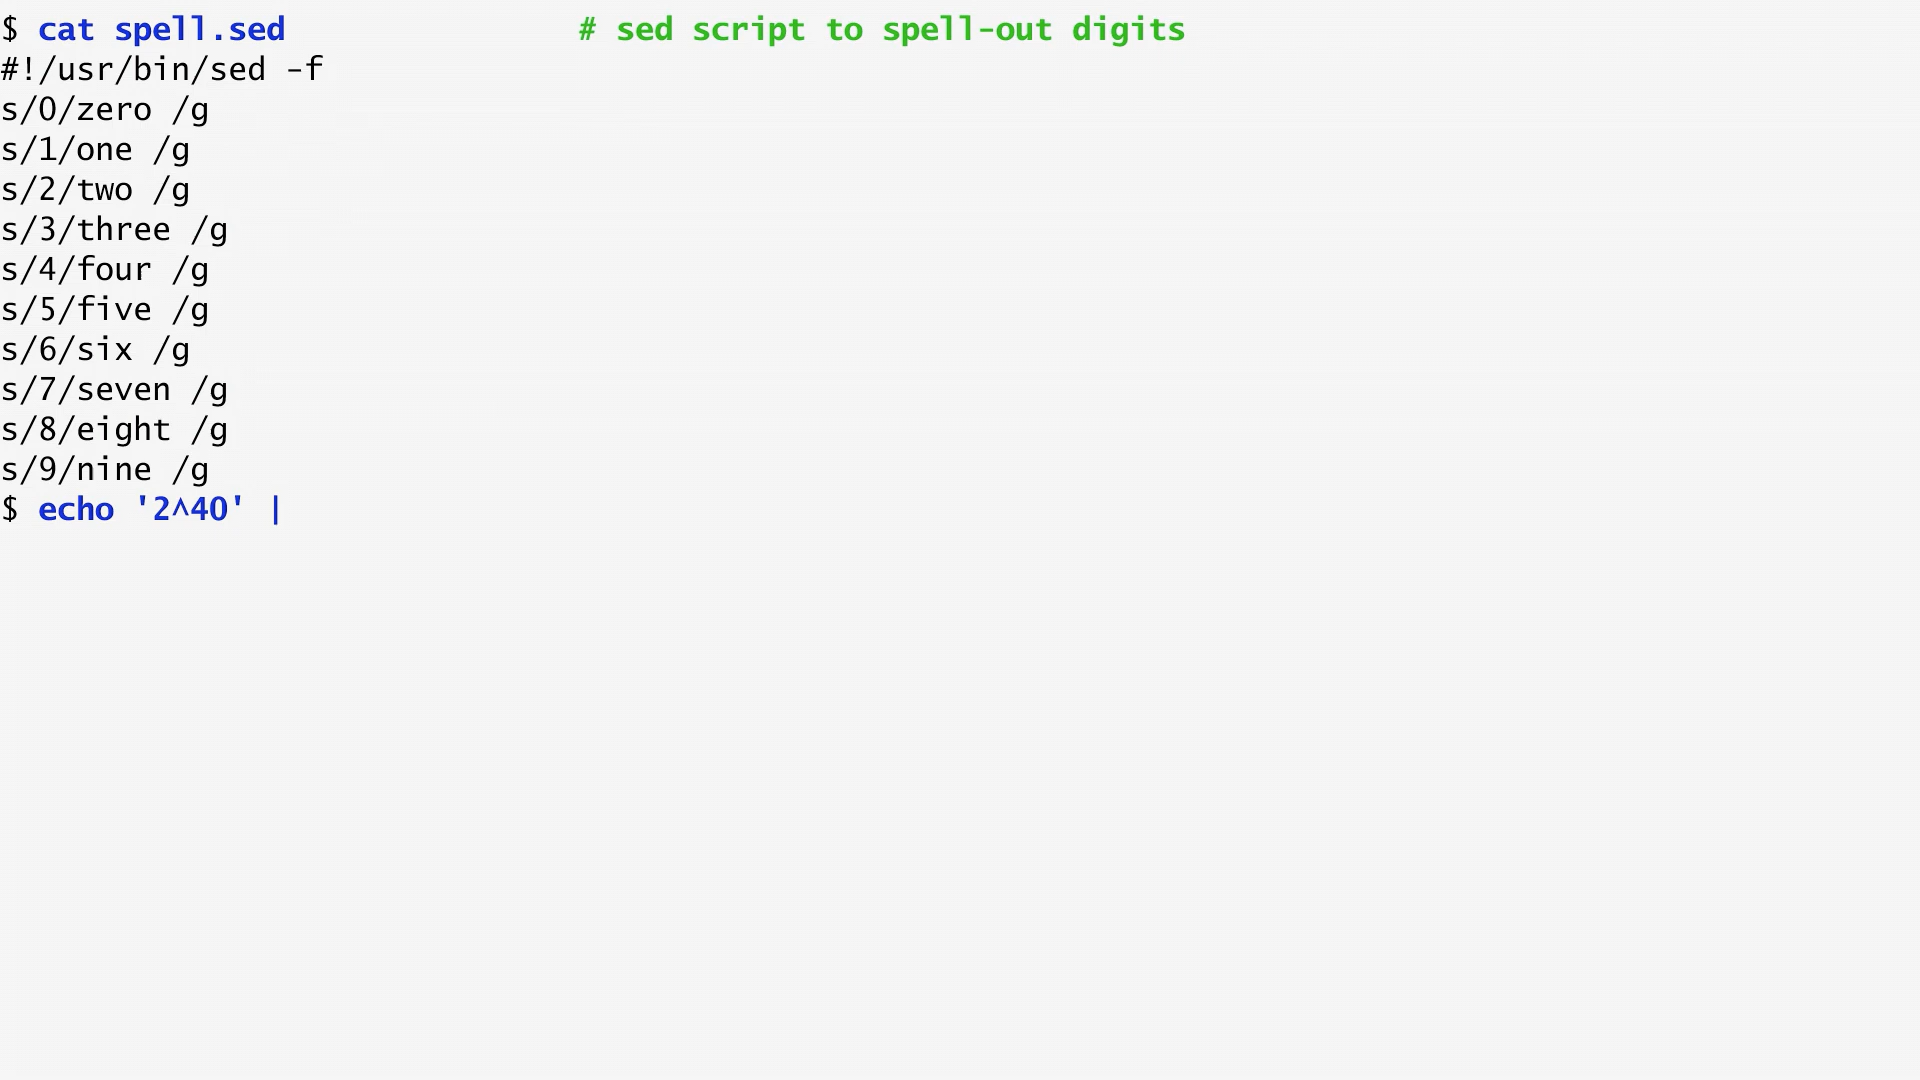 $ cat spell.sed # sed script to spell-out digits
#!/usr/bin/sed -f
s/0/zero /g
s/1/one /g
s/2/two /g
s/3/three /g
s/4/four /g
s/5/five /g
s/6/six /g
s/7/seven /g
s/8/eight /g
s/9/nine /g
$ echo '2^40' |